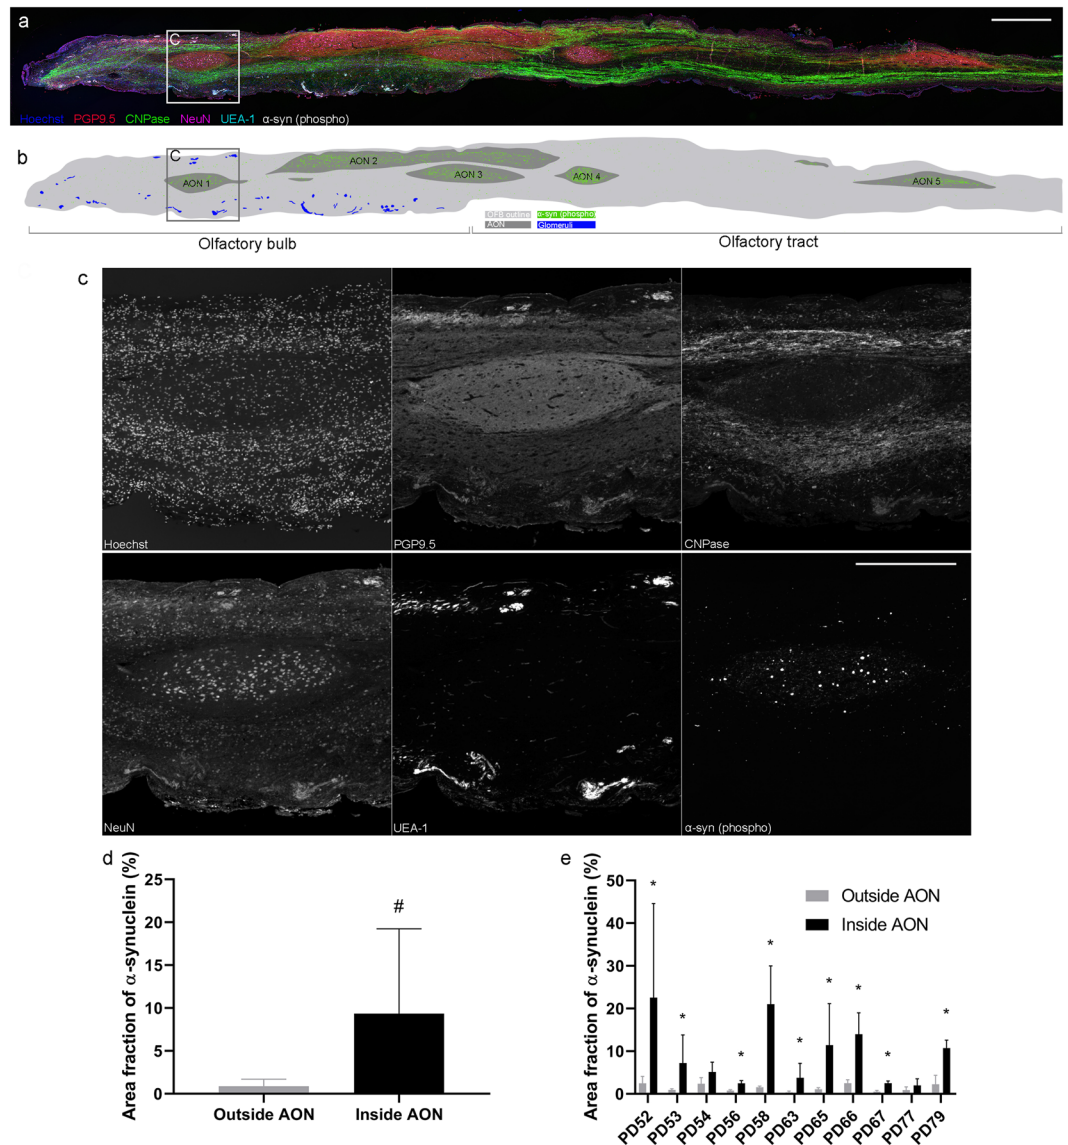 a
C
Hoechst PGP9.5 CNPase NeuN UEA-1 α-syn (phospho)
b
C
AON 1
AON 2
AON 3
AON 4
AON 5
OFB outline α-syn (phospho)
AON Glomeruli
Olfactory bulb Olfactory tract
c
Hoechst PGP9.5 CNPase
NeuN UEA-1 α-syn (phospho)
d
Area fraction of α-synuclein (%)
25
20
15
10
5
0
#
Outside AON Inside AON
e
Area fraction of α-synuclein (%)
50
40
30
20
10
0
Outside AON
Inside AON
* * * * * * * * *
PD52 PD53 PD54 PD56 PD58 PD63 PD65 PD66 PD67 PD77 PD79